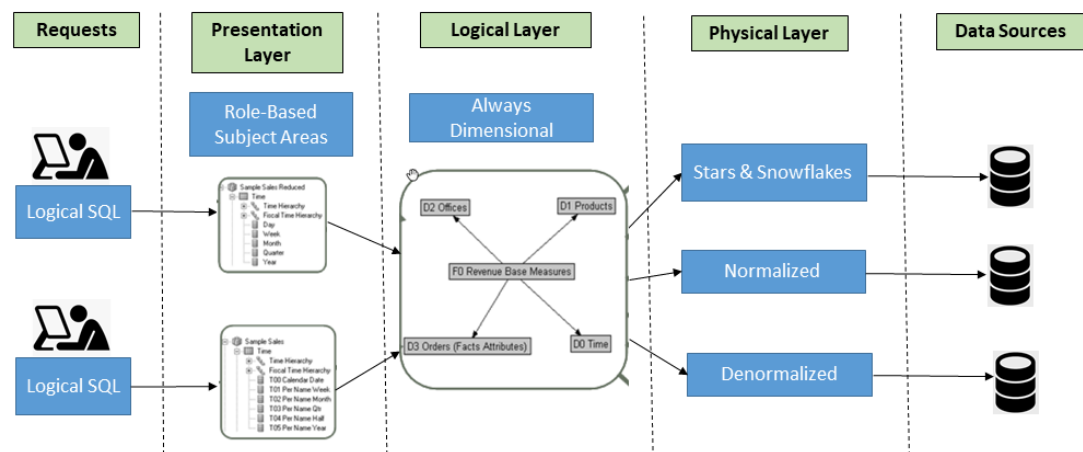 Requests
Presentation
Layer
Logical Layer
Physical Layer
Data Sources
Role-Based
Subject Areas
Always
Dimensional
Logical SQL
Sample Sales Reduced
Time
Time Hierarchy
Fiscal Time Hierarchy
Day
Week
Month
Quarter
Year
Logical SQL
Sample Sales
Time
Time Hierarchy
Fiscal Time Hierarchy
T00 Calendar Date
T01 Per Name Week
T02 Per Name Month
T03 Per Name Qtr
T04 Per Name Half
T05 Per Name Year
D2 Offices
D1 Products
F0 Revenue Base Measures
D3 Orders (Facts Attributes)
D0 Time
Stars & Snowflakes
Normalized
Denormalized